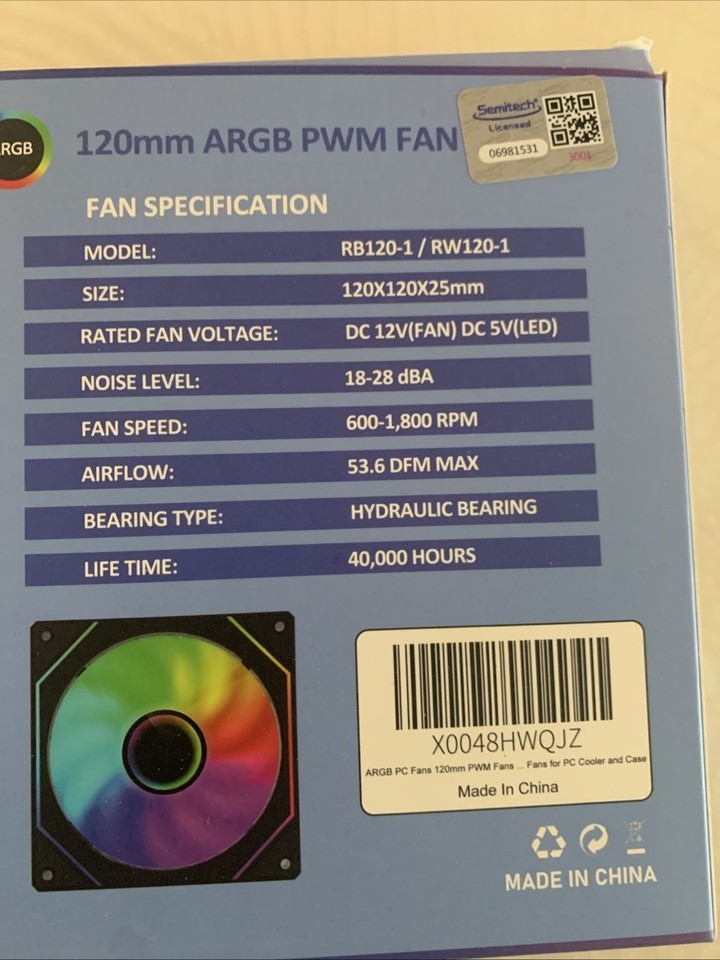 ARGB
120mm ARGB PWM FAN
Semitech®
Licensed
06981531
3001
FAN SPECIFICATION
MODEL: RB120-1 / RW120-1
SIZE: 120X120X25mm
RATED FAN VOLTAGE: DC 12V(FAN) DC 5V(LED)
NOISE LEVEL: 18-28 dBA
FAN SPEED: 600-1,800 RPM
AIRFLOW: 53.6 DFM MAX
BEARING TYPE: HYDRAULIC BEARING
LIFE TIME: 40,000 HOURS
X0048HWQJZ
ARGB PC Fans 120mm PWM Fans ... Fans for PC Cooler and Case
Made In China
MADE IN CHINA